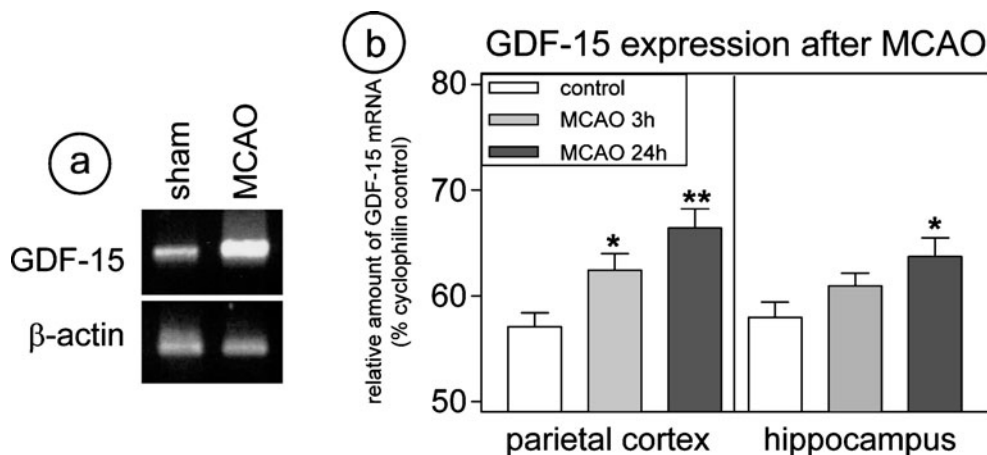 a
sham
MCAO
GDF-15
β-actin
b
GDF-15 expression after MCAO
relative amount of GDF-15 mRNA
(% cyclophilin control)
80
70
60
50
control
MCAO 3h
MCAO 24h
*
**
*
parietal cortex
hippocampus